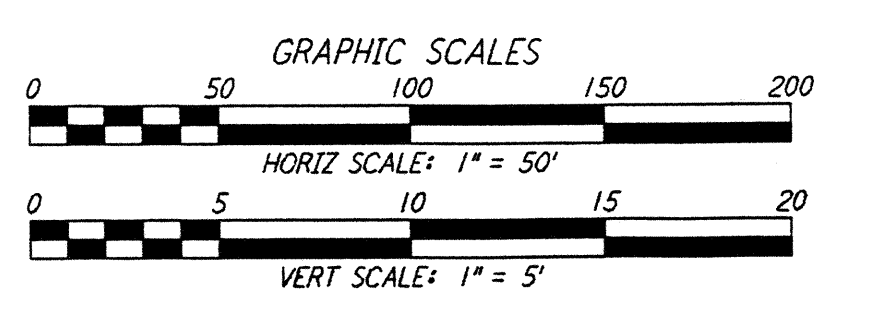 GRAPHIC SCALES
0 50 100 150 200
HORIZ SCALE: 1" = 50'
0 5 10 15 20
VERT SCALE: 1" = 5'